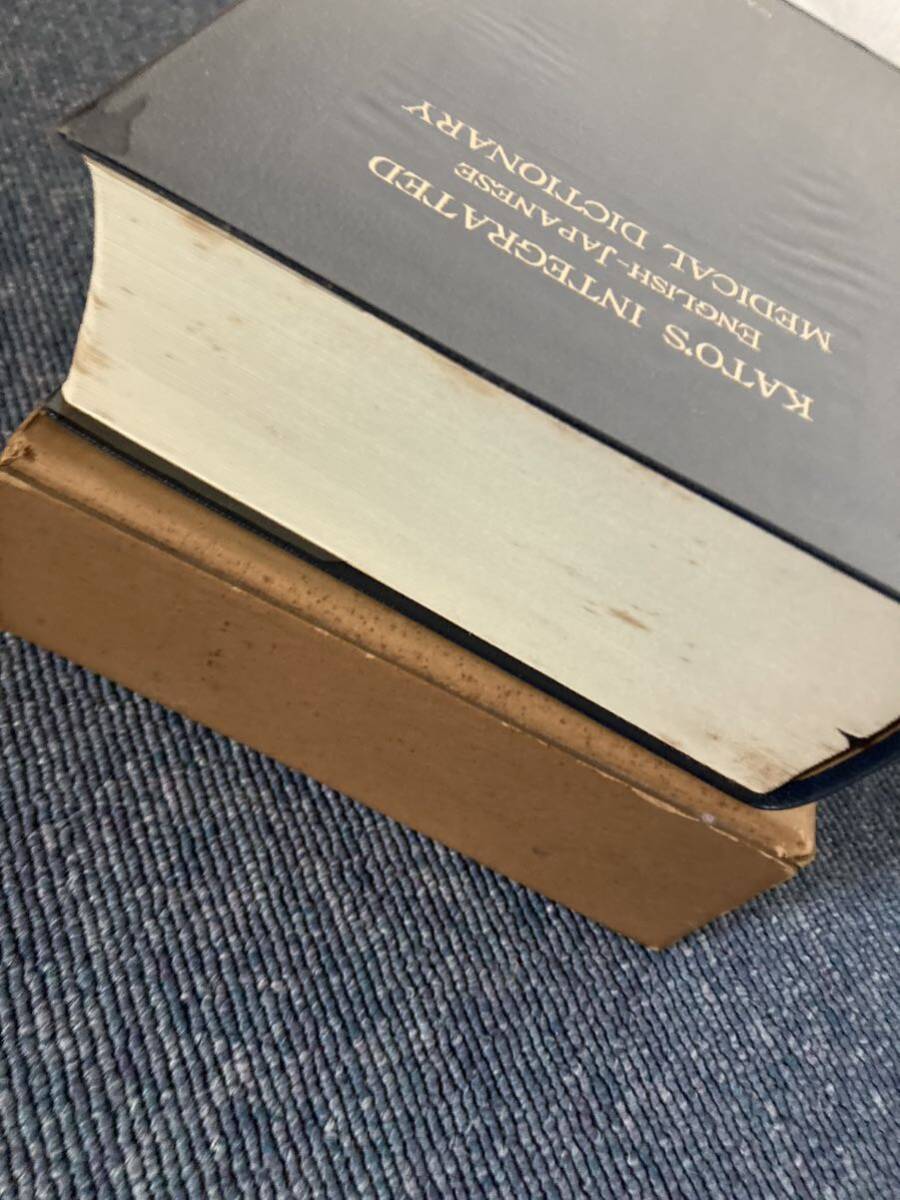 KATO'S INTEGRATED
ENGLISH-JAPANESE
MEDICAL DICTIONARY